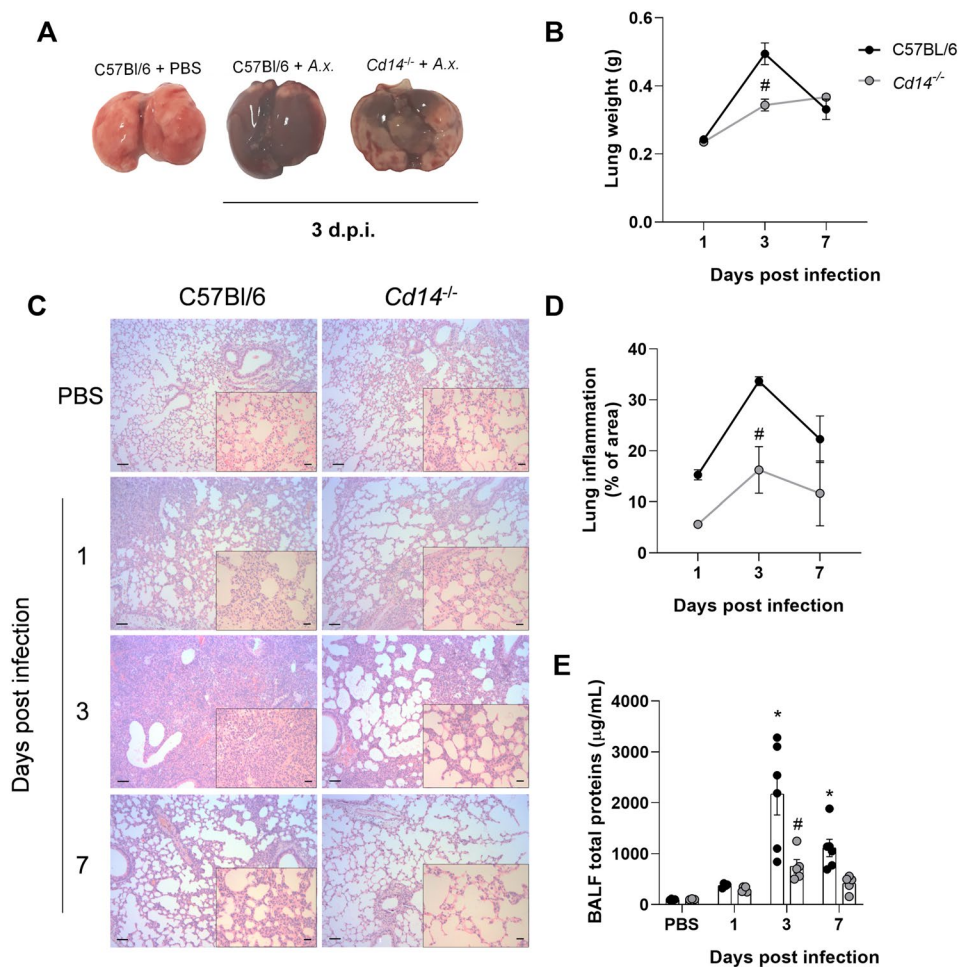 A
C57Bl/6 + PBS
C57Bl/6 + A.x.
Cd14-/- + A.x.
3 d.p.i.
B
Lung weight (g)
0.6
0.4
0.2
0.0
#
1
3
7
Days post infection
C57BL/6
Cd14-/-
C
C57Bl/6
Cd14-/-
PBS
1
3
7
Days post infection
D
Lung inflammation
(% of area)
40
30
20
10
0
#
1
3
7
Days post infection
E
BALF total proteins (µg/mL)
4000
3000
2000
1000
0
*
#
*
PBS
1
3
7
Days post infection